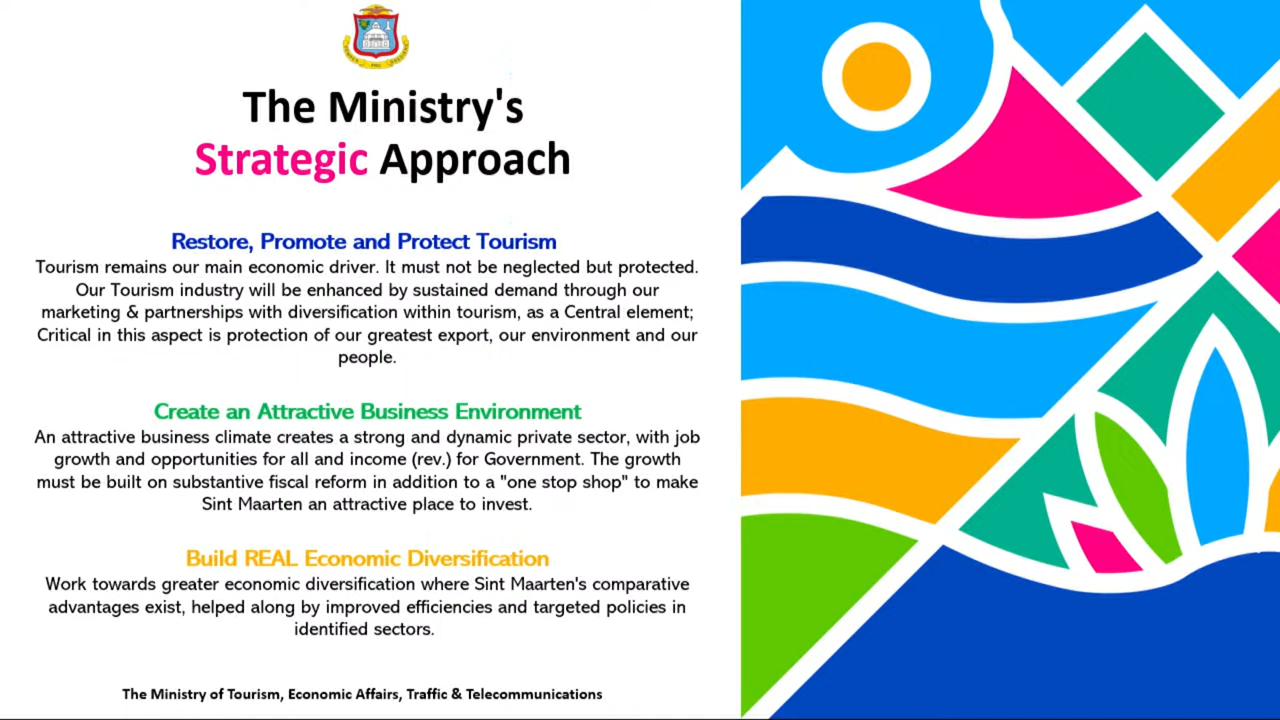 The Ministry's
Strategic Approach
Restore, Promote and Protect Tourism
Tourism remains our main economic driver. It must not be neglected but protected.
Our Tourism industry will be enhanced by sustained demand through our
marketing & partnerships with diversification within tourism, as a Central element;
Critical in this aspect is protection of our greatest export, our environment and our
people.
Create an Attractive Business Environment
An attractive business climate creates a strong and dynamic private sector, with job
growth and opportunities for all and income (rev.) for Government. The growth
must be built on substantive fiscal reform in addition to a "one stop shop" to make
Sint Maarten an attractive place to invest.
Build REAL Economic Diversification
Work towards greater economic diversification where Sint Maarten's comparative
advantages exist, helped along by improved efficiencies and targeted policies in
identified sectors.
The Ministry of Tourism, Economic Affairs, Traffic & Telecommunications